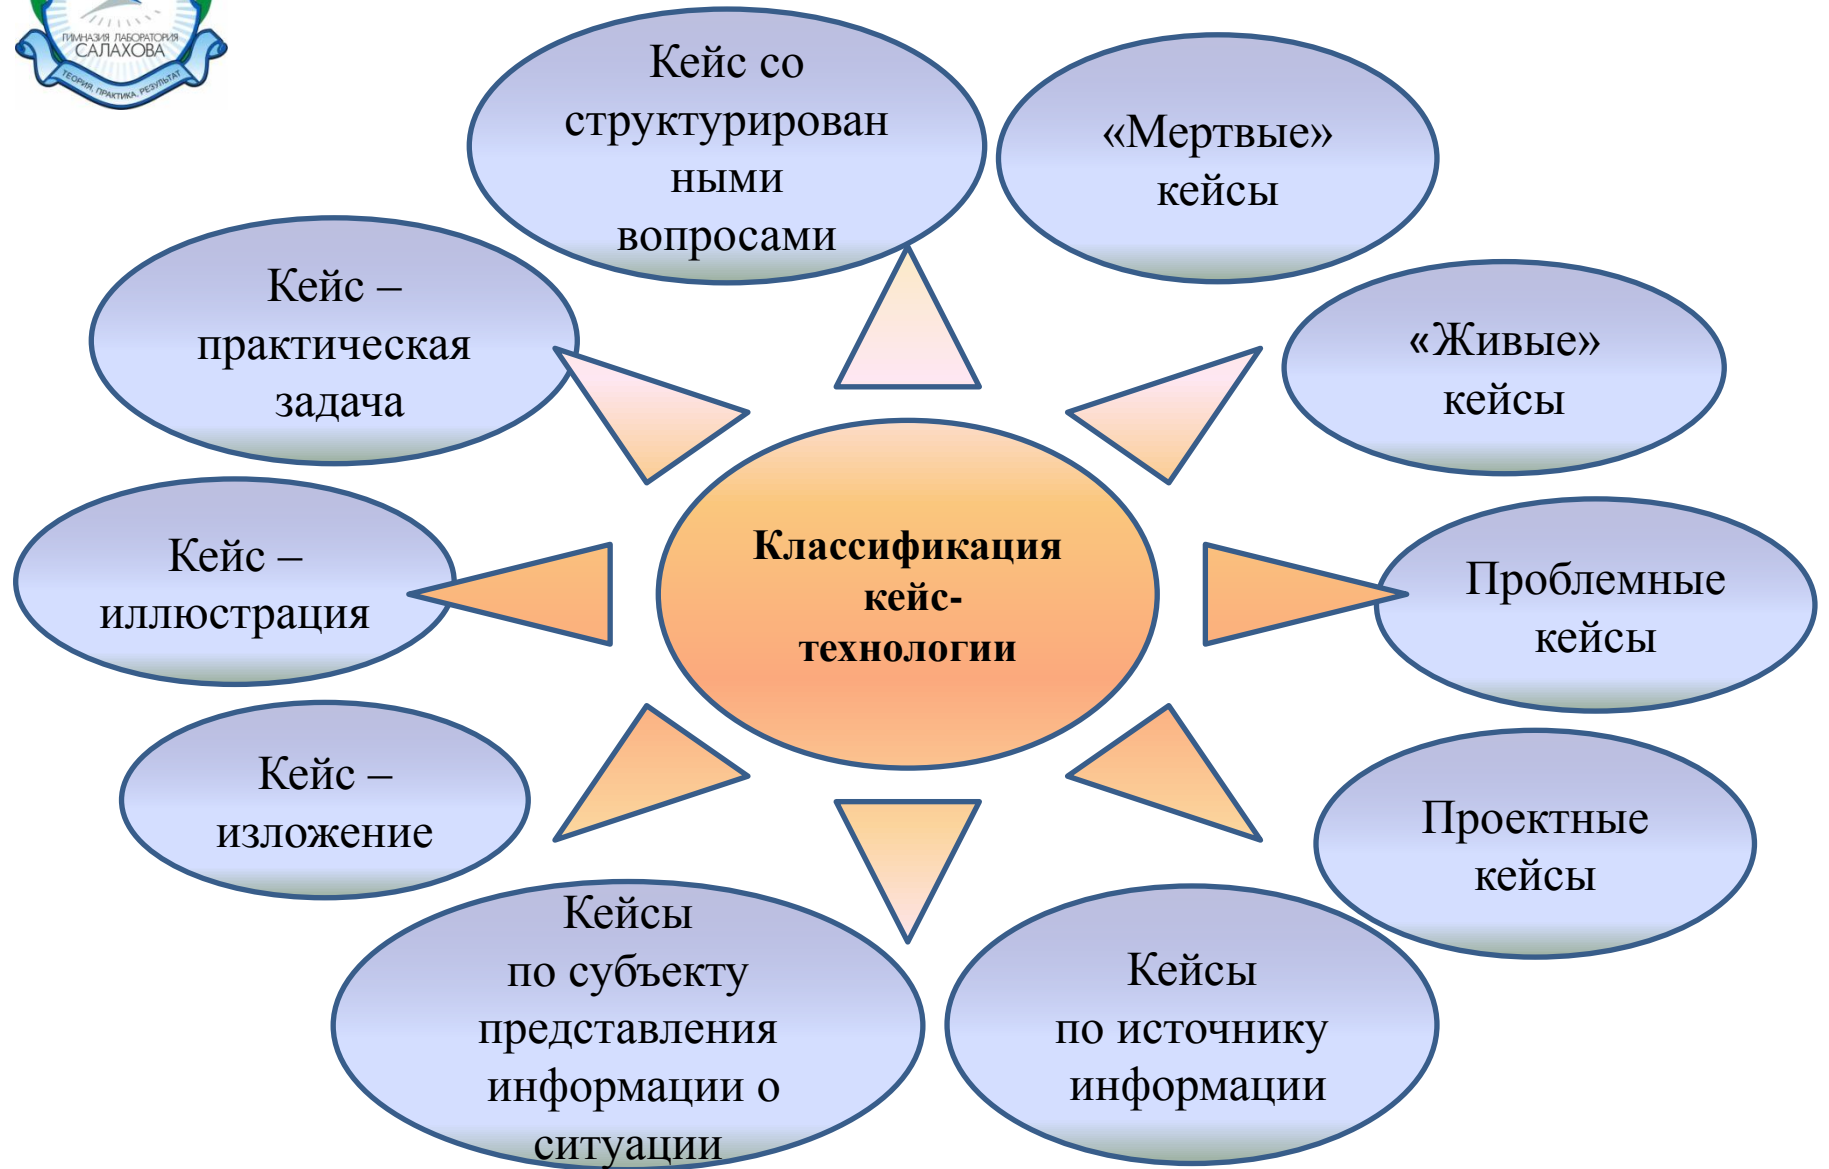 ГИМНАЗИЯ ЛАБОРАТОРИЯ
САЛАХОВА
ТЕОРИЯ, ПРАКТИКА, РЕЗУЛЬТАТ
Кейс со
структурирован
ными
вопросами
«Мертвые»
кейсы
«Живые»
кейсы
Проблемные
кейсы
Проектные
кейсы
Кейсы
по источнику
информации
Кейсы
по субъекту
представления
информации о
ситуации
Кейс –
изложение
Кейс –
иллюстрация
Кейс –
практическая
задача
Классификация
кейс-
технологии